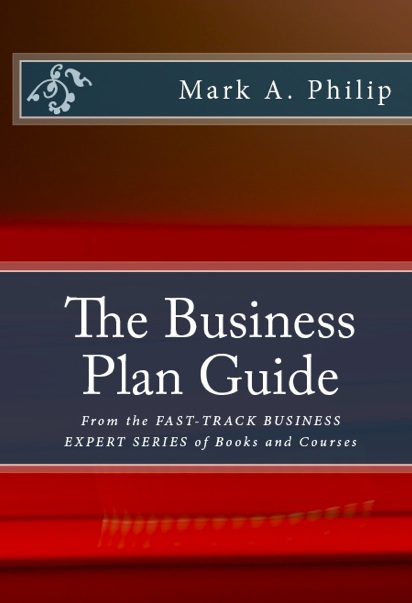 Mark A. Philip
The Business
Plan Guide
From the FAST-TRACK BUSINESS
EXPERT SERIES of Books and Courses